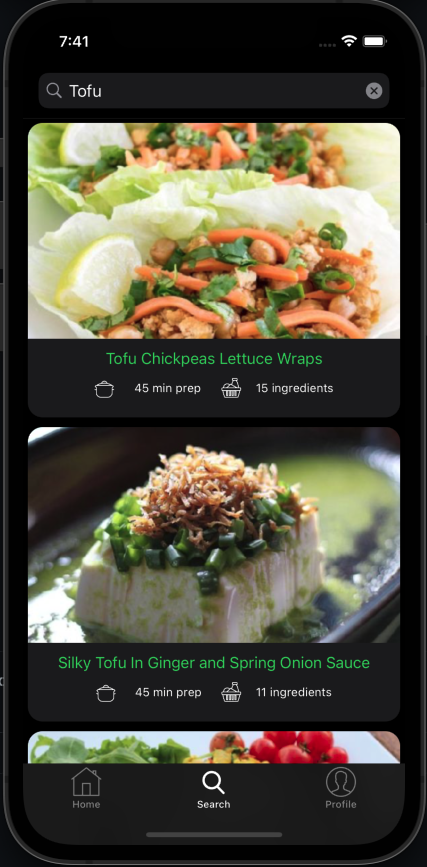 7:41
Tofu
Tofu Chickpeas Lettuce Wraps
45 min prep 15 ingredients
Silky Tofu In Ginger and Spring Onion Sauce
45 min prep 11 ingredients
Home Search Profile